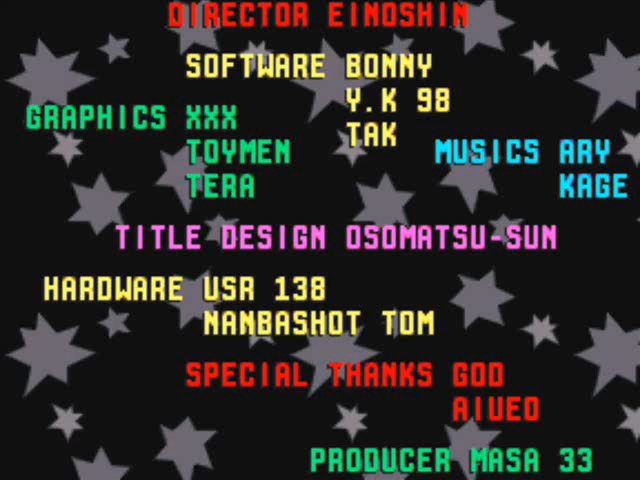 DIRECTOR EINOSHIN
SOFTWARE BONNY
Y.K 98
GRAPHICS XXX
TAK
TOYMEN
MUSICS ARY
TERA
KAGE
TITLE DESIGN OSOMATSU-SUN
HARDWARE USR 138
NANBASHOT TOM
SPECIAL THANKS GOD
AIUEO
PRODUCER MASA 33